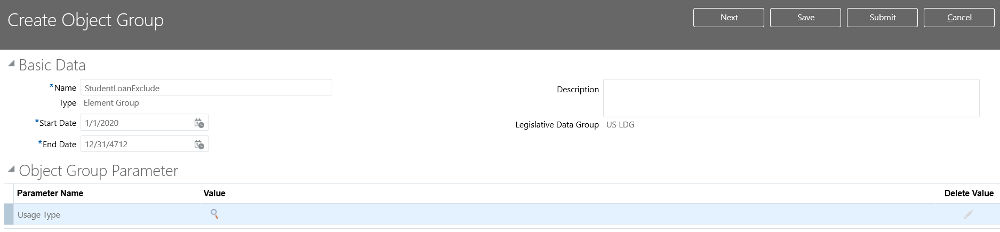 Create Object Group
Next
Save
Submit
Cancel
Basic Data
*Name StudentLoanExclude
Type Element Group
*Start Date 1/1/2020
*End Date 12/31/4712
Description
Legislative Data Group US LDG
Object Group Parameter
Parameter Name Value Delete Value
Usage Type